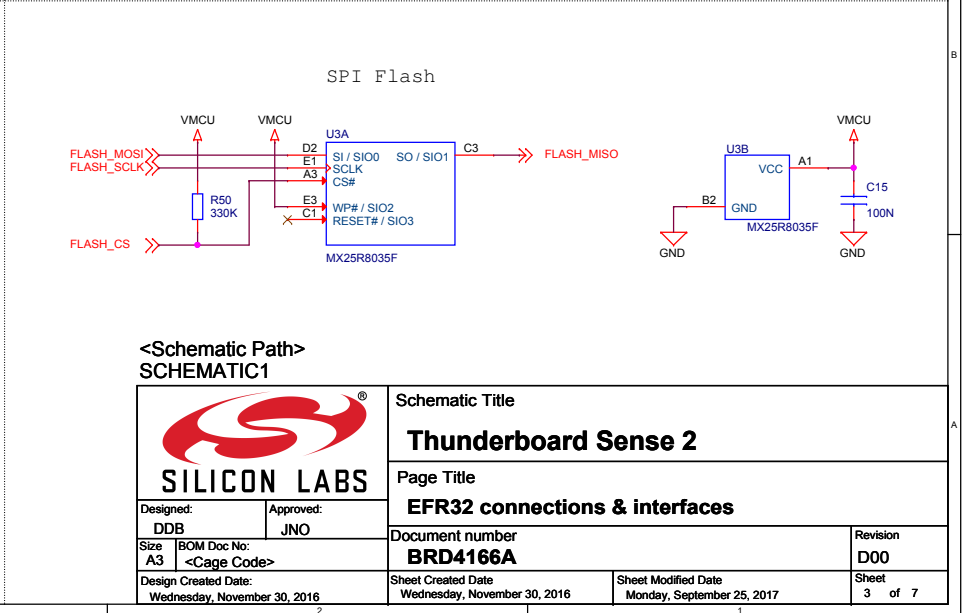 B
SPI Flash
VMCU
VMCU
VMCU
U3A
FLASH_MOSI
D2
SI / SIO0
SO / SIO1
C3
FLASH_MISO
U3B
FLASH_SCLK
E1
SCLK
VCC
A1
A3
CS#
C15
R50
330K
E3
WP# / SIO2
B2
GND
100N
C1
RESET# / SIO3
MX25R8035F
FLASH_CS
MX25R8035F
GND
GND
<Schematic Path>
SCHEMATIC1
®
SILICON LABS
Schematic Title
Thunderboard Sense 2
A
Page Title
EFR32 connections & interfaces
Designed:
DDB
Approved:
JNO
Document number
BRD4166A
Revision
D00
Size
A3
BOM Doc No:
<Cage Code>
Design Created Date:
Wednesday, November 30, 2016
Sheet Created Date
Wednesday, November 30, 2016
Sheet Modified Date
Monday, September 25, 2017
Sheet
3 of 7
2
1